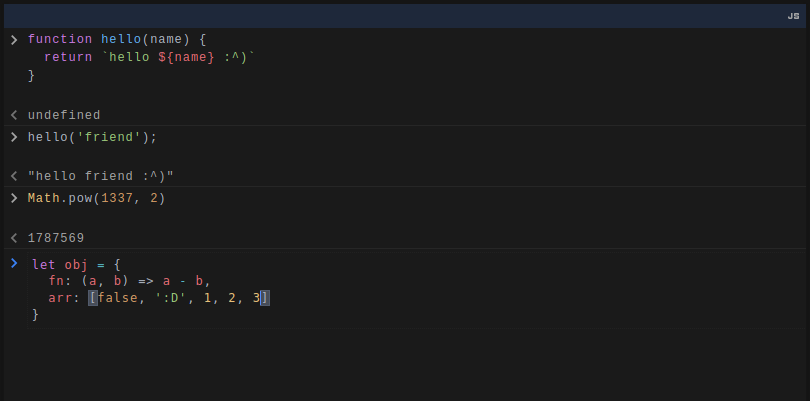 JS
> function hello(name) {
  return `hello ${name} :^)`
}
< undefined
> hello('friend');
< "hello friend :^)"
> Math.pow(1337, 2)
< 1787569
> let obj = {
  fn: (a, b) => a - b,
  arr: [false, ':D', 1, 2, 3]
}